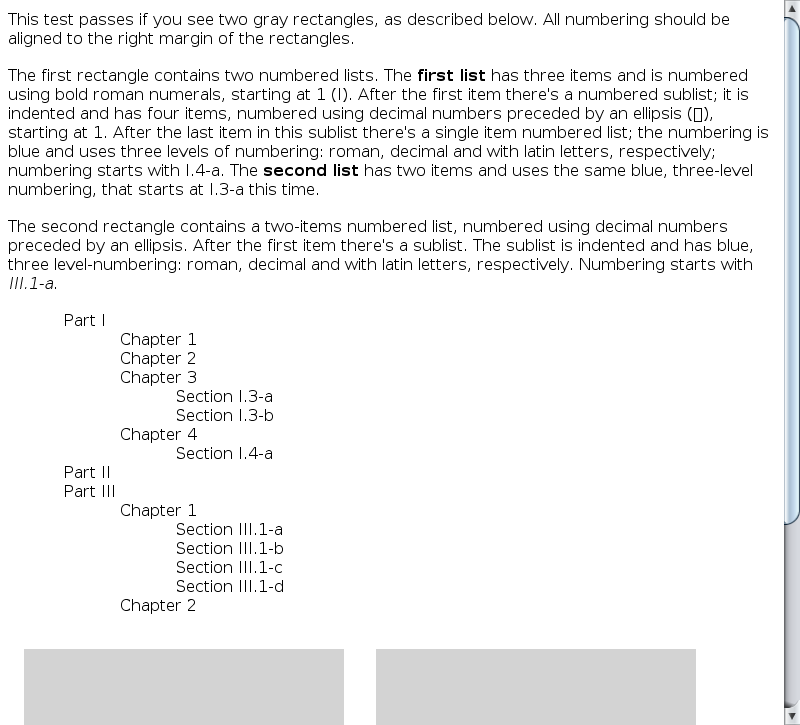 This test passes if you see two gray rectangles, as described below. All numbering should be
aligned to the right margin of the rectangles.
The first rectangle contains two numbered lists. The first list has three items and is numbered
using bold roman numerals, starting at 1 (I). After the first item there's a numbered sublist; it is
indented and has four items, numbered using decimal numbers preceded by an ellipsis (▯),
starting at 1. After the last item in this sublist there's a single item numbered list; the numbering is
blue and uses three levels of numbering: roman, decimal and with latin letters, respectively;
numbering starts with I.4-a. The second list has two items and uses the same blue, three-level
numbering, that starts at I.3-a this time.
The second rectangle contains a two-items numbered list, numbered using decimal numbers
preceded by an ellipsis. After the first item there's a sublist. The sublist is indented and has blue,
three level-numbering: roman, decimal and with latin letters, respectively. Numbering starts with
III.1-a.
Part I
Chapter 1
Chapter 2
Chapter 3
Section I.3-a
Section I.3-b
Chapter 4
Section I.4-a
Part II
Part III
Chapter 1
Section III.1-a
Section III.1-b
Section III.1-c
Section III.1-d
Chapter 2